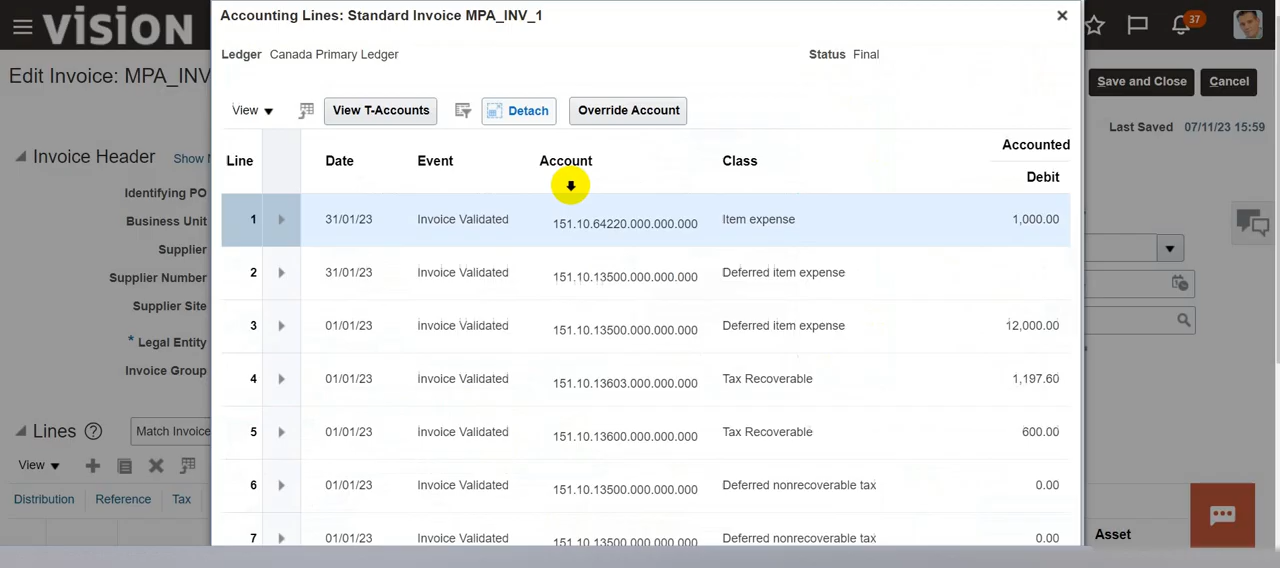 vision
Accounting Lines: Standard Invoice MPA_INV_1
37
Ledger Canada Primary Ledger
Status Final
Edit Invoice: MPA_INV
Save and Close
Cancel
View
View T-Accounts
Detach
Override Account
Last Saved 07/11/23 15:59
Invoice Header Show
Identifying PO
Business Unit
Supplier
Supplier Number
Supplier Site
* Legal Entity
Invoice Group
Line Date Event Account Class Accounted
Debit
1 31/01/23 Invoice Validated 151.10.64220.000.000.000 Item expense 1,000.00
2 31/01/23 Invoice Validated 151.10.13500.000.000.000 Deferred item expense
3 01/01/23 Invoice Validated 151.10.13500.000.000.000 Deferred item expense 12,000.00
4 01/01/23 Invoice Validated 151.10.13603.000.000.000 Tax Recoverable 1,197.60
5 01/01/23 Invoice Validated 151.10.13600.000.000.000 Tax Recoverable 600.00
6 01/01/23 Invoice Validated 151.10.13500.000.000.000 Deferred nonrecoverable tax 0.00
7 01/01/23 Invoice Validated 151.10.13500.000.000.000 Deferred nonrecoverable tax 0.00
Lines ? Match Invoice
View
Distribution Reference Tax
Asset